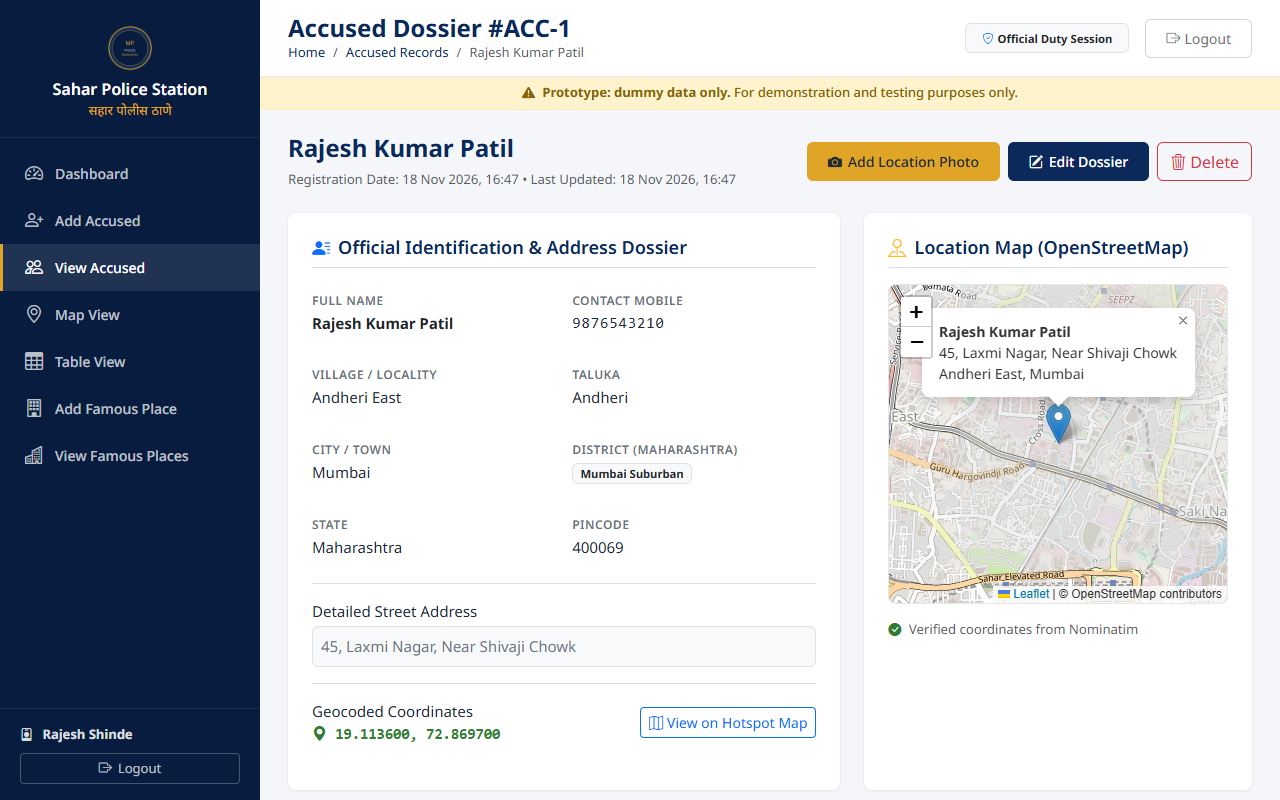 MP
Sahar Police Station
सहार पोलीस ठाणे
Dashboard
Add Accused
View Accused
Map View
Table View
Add Famous Place
View Famous Places
Rajesh Shinde
Logout
Accused Dossier #ACC-1
Home / Accused Records / Rajesh Kumar Patil
Official Duty Session
Logout
Prototype: dummy data only. For demonstration and testing purposes only.
Rajesh Kumar Patil
Registration Date: 18 Nov 2026, 16:47 • Last Updated: 18 Nov 2026, 16:47
Add Location Photo
Edit Dossier
Delete
Official Identification & Address Dossier
FULL NAME
Rajesh Kumar Patil
CONTACT MOBILE
9876543210
VILLAGE / LOCALITY
Andheri East
TALUKA
Andheri
CITY / TOWN
Mumbai
DISTRICT (MAHARASHTRA)
Mumbai Suburban
STATE
Maharashtra
PINCODE
400069
Detailed Street Address
45, Laxmi Nagar, Near Shivaji Chowk
Geocoded Coordinates
19.113600, 72.869700
View on Hotspot Map
Location Map (OpenStreetMap)
+
−
Road
SEEPZ
×
Rajesh Kumar Patil
45, Laxmi Nagar, Near Shivaji Chowk
Andheri East, Mumbai
East
Cross Road
Guru Hargovindji Road
Saki Na
Sahar Elevated Road
Leaflet | © OpenStreetMap contributors
Verified coordinates from Nominatim